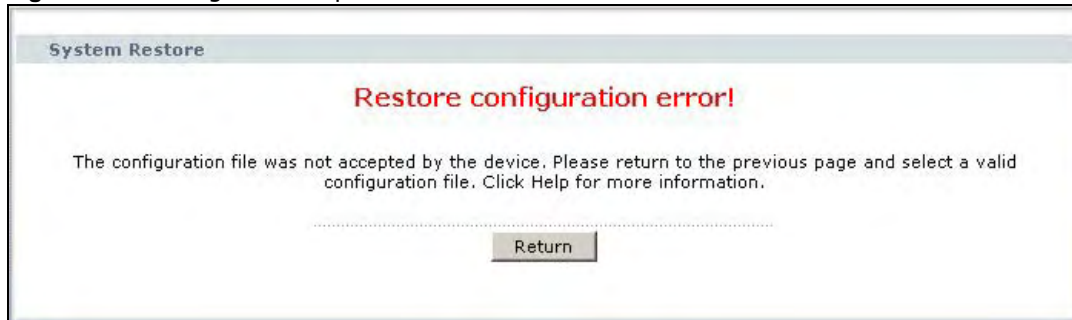 System Restore
Restore configuration error!
The configuration file was not accepted by the device. Please return to the previous page and select a valid
configuration file. Click Help for more information.
Return